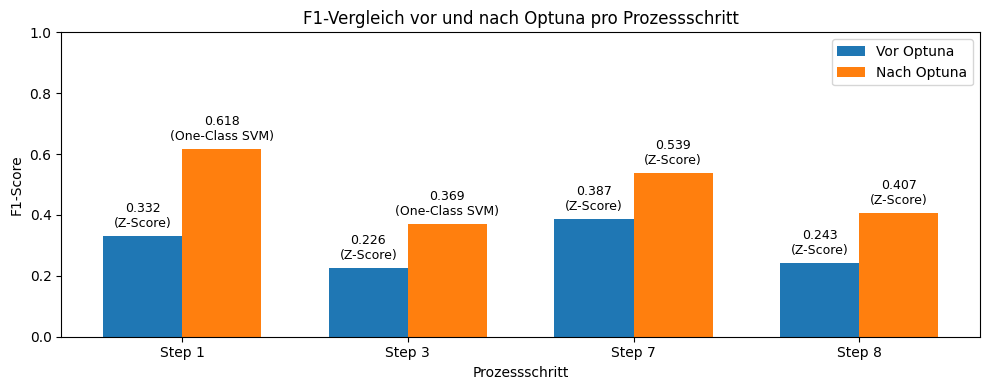 F1-Vergleich vor und nach Optuna pro Prozessschritt
F1-Score
1.0
0.8
0.6
0.4
0.2
0.0
Vor Optuna
Nach Optuna
0.332
(Z-Score)
0.618
(One-Class SVM)
0.226
(Z-Score)
0.369
(One-Class SVM)
0.387
(Z-Score)
0.539
(Z-Score)
0.243
(Z-Score)
0.407
(Z-Score)
Step 1
Step 3
Step 7
Step 8
Prozessschritt